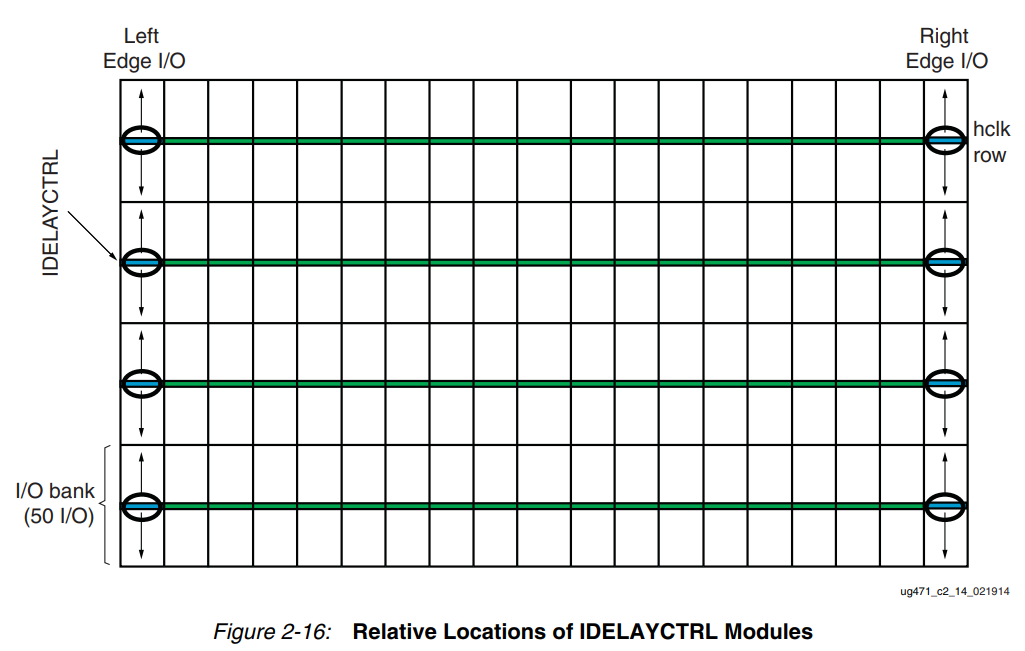 Left
Edge I/O
Right
Edge I/O
hclk
row
IDELAYCTRL
I/O bank
(50 I/O)
ug471_c2_14_021914
Figure 2-16: Relative Locations of IDELAYCTRL Modules